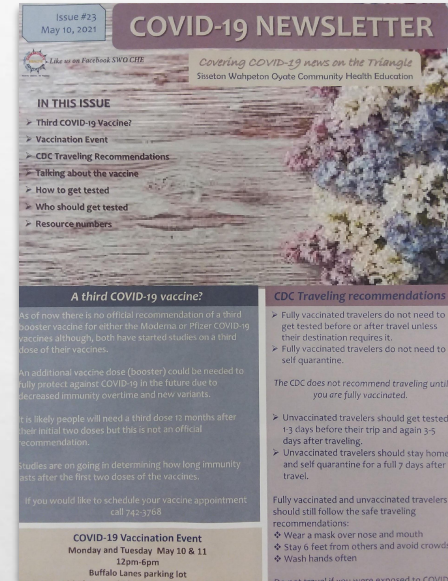 Issue #23
May 10, 2021
COVID-19 NEWSLETTER
Like us on Facebook SWO CHE
Covering COVID-19 news on the Triangle
Sisseton Wahpeton Oyate Community Health Education
IN THIS ISSUE
➢ Third COVID-19 Vaccine?
➢ Vaccination Event
➢ CDC Traveling Recommendations
➢ Talking about the vaccine
➢ How to get tested
➢ Who should get tested
➢ Resource numbers
A third COVID-19 vaccine?
As of now there is no official recommendation of a third
booster vaccine for either the Moderna or Pfizer COVID-19
vaccines although, both have started studies on a third
dose of their vaccines.
An additional vaccine dose (booster) could be needed to
fully protect against COVID-19 in the future due to
decreased immunity overtime and new variants.
It is likely people will need a third dose 12 months after
their initial two doses but this is not an official
recommendation.
Studies are on going in determining how long immunity
lasts after the first two doses of the vaccines.
If you would like to schedule your vaccine appointment
call 742-3768
COVID-19 Vaccination Event
Monday and Tuesday May 10 & 11
12pm-6pm
Buffalo Lanes parking lot
CDC Traveling recommendations
➢ Fully vaccinated travelers do not need to
get tested before or after travel unless
their destination requires it.
➢ Fully vaccinated travelers do not need to
self quarantine.
The CDC does not recommend traveling until
you are fully vaccinated.
➢ Unvaccinated travelers should get tested
1-3 days before their trip and again 3-5
days after traveling.
➢ Unvaccinated travelers should stay home
and self quarantine for a full 7 days after
travel.
Fully vaccinated and unvaccinated travelers
should still follow the safe traveling
recommendations:
❖ Wear a mask over nose and mouth
❖ Stay 6 feet from others and avoid crowds
❖ Wash hands often